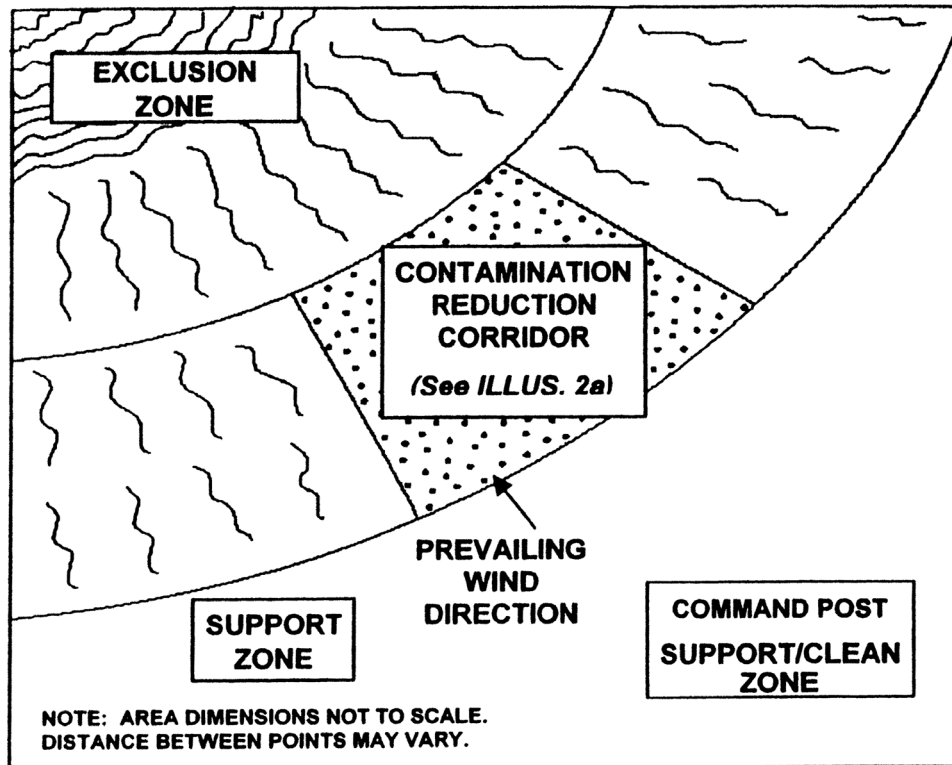 EXCLUSION
ZONE
CONTAMINATION
REDUCTION
CORRIDOR
(See ILLUS. 2a)
PREVAILING
WIND
DIRECTION
SUPPORT
ZONE
COMMAND POST
SUPPORT/CLEAN
ZONE
NOTE: AREA DIMENSIONS NOT TO SCALE.
DISTANCE BETWEEN POINTS MAY VARY.